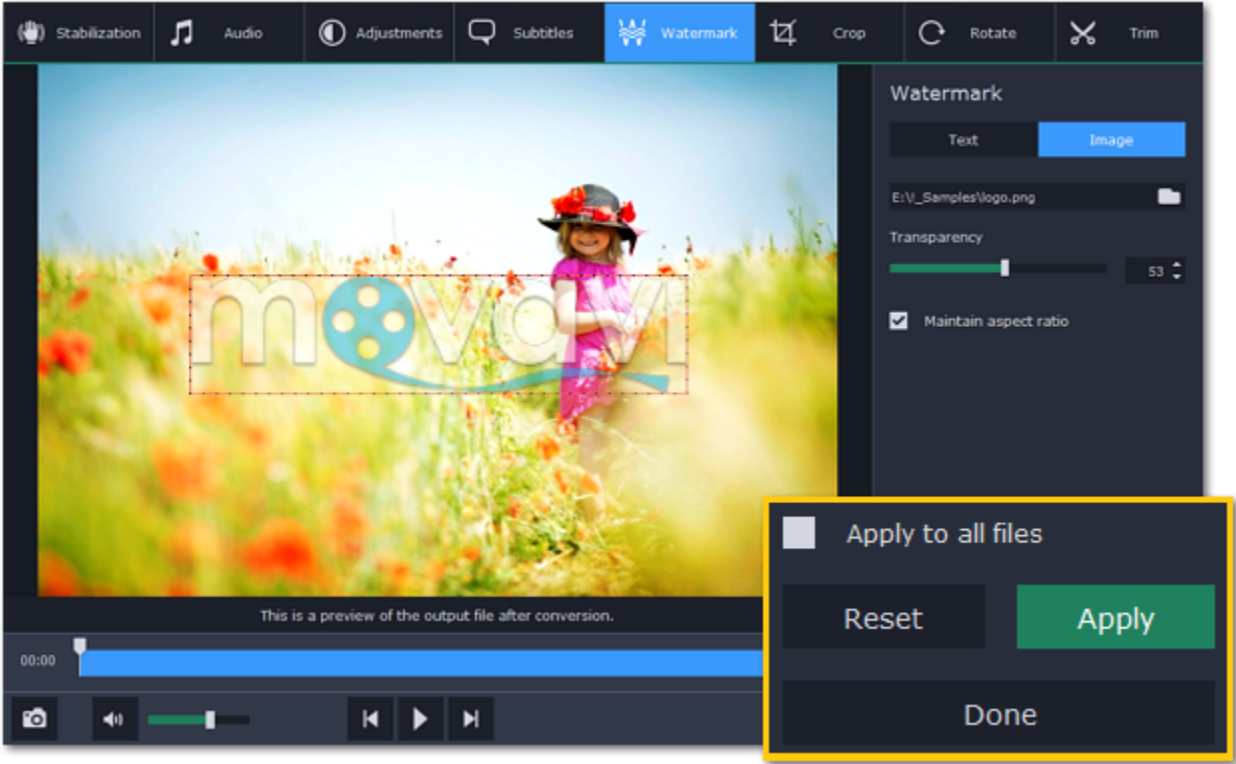 Stabilization
Audio
Adjustments
Subtitles
Watermark
Crop
Rotate
Trim
Watermark
Text
Image
E:\I_Samples\logo.png
Transparency
53
Maintain aspect ratio
movavi
This is a preview of the output file after conversion.
00:00
Apply to all files
Reset
Apply
Done